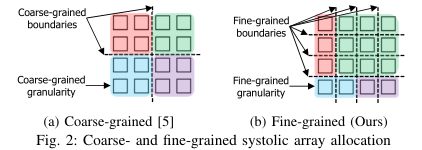 Coarse-grained
boundaries
Coarse-grained
granularity
Fine-grained
boundaries
Fine-grained
granularity
(a) Coarse-grained [5]
(b) Fine-grained (Ours)
Fig. 2: Coarse- and fine-grained systolic array allocation